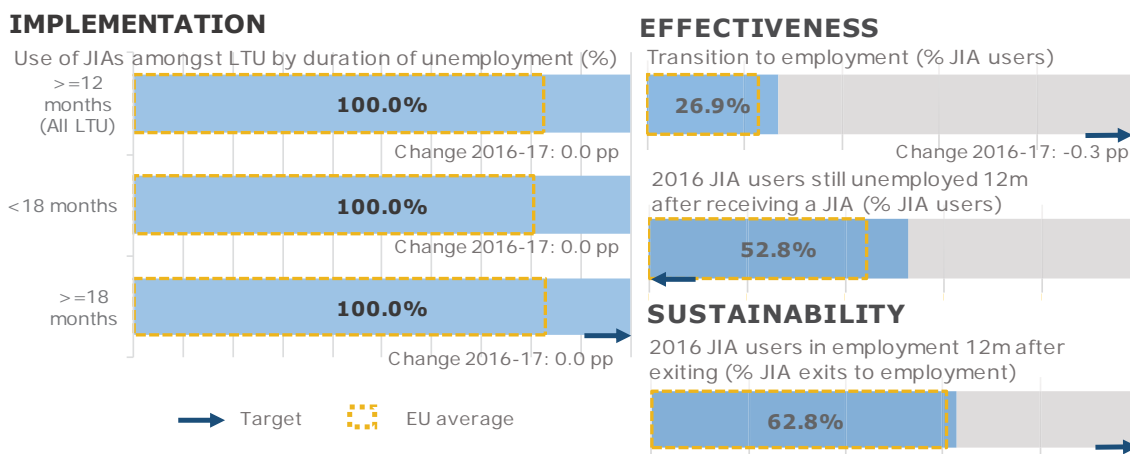 IMPLEMENTATION
Use of JIAs amongst LTU by duration of unemployment (%)
>=12
months
(All LTU)
100.0%
Change 2016-17: 0.0 pp
<18 months
100.0%
Change 2016-17: 0.0 pp
>=18
months
100.0%
Change 2016-17: 0.0 pp
Target
EU average
EFFECTIVENESS
Transition to employment (% JIA users)
26.9%
Change 2016-17: -0.3 pp
2016 JIA users still unemployed 12m
after receiving a JIA (% JIA users)
52.8%
SUSTAINABILITY
2016 JIA users in employment 12m after
exiting (% JIA exits to employment)
62.8%